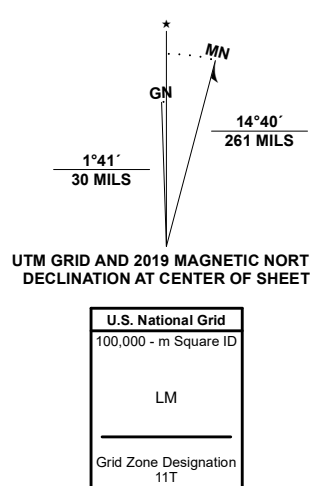 ★
MN
GN
14°40´
261 MILS
1°41´
30 MILS
UTM GRID AND 2019 MAGNETIC NORT
DECLINATION AT CENTER OF SHEET
U.S. National Grid
100,000 - m Square ID
LM
Grid Zone Designation
11T